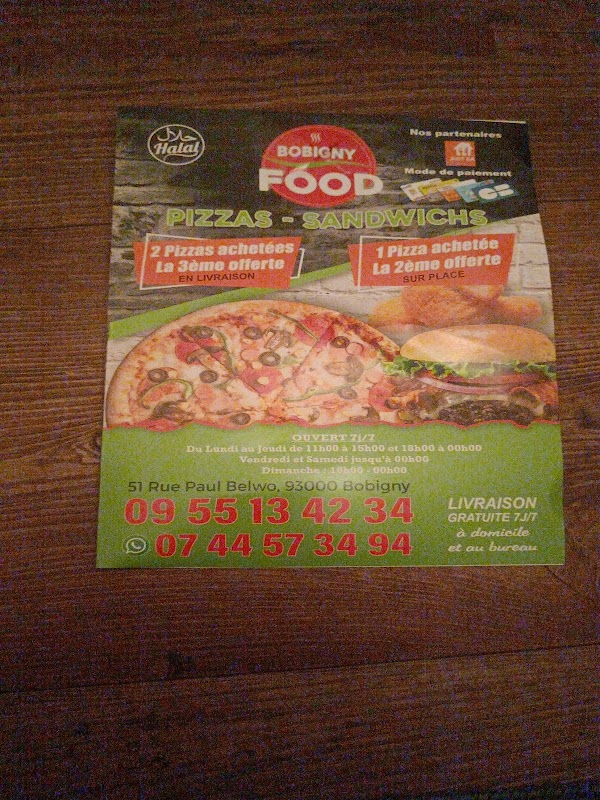 حلال
Halal
BOBIGNY
FOOD
Nos partenaires
Mode de paiement
PIZZAS - SANDWICHS
2 Pizzas achetées
La 3ème offerte
EN LIVRAISON
1 Pizza achetée
La 2ème offerte
SUR PLACE
OUVERT 7j/7
Du Lundi au Jeudi de 11h00 à 15h00 et 18h00 à 00h00
Vendredi et Samedi jusqu'à 00h00
Dimanche : 18h00 - 00h00
51 Rue Paul Belwo, 93000 Bobigny
09 55 13 42 34
07 44 57 34 94
LIVRAISON
GRATUITE 7J/7
à domicile
et au bureau